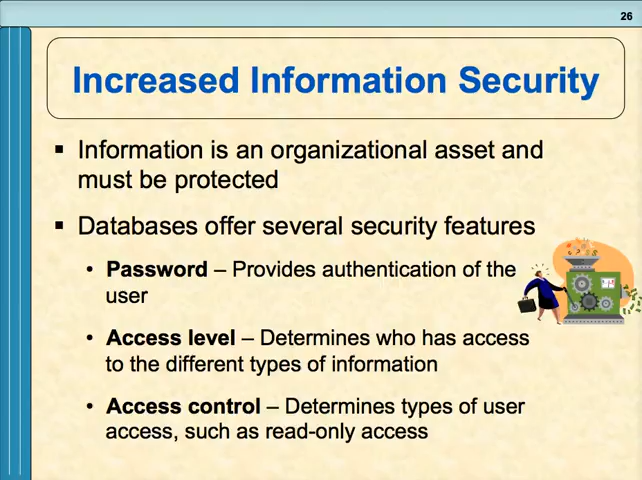 26
Increased Information Security
▪ Information is an organizational asset and
must be protected
▪ Databases offer several security features
• Password – Provides authentication of the
user
• Access level – Determines who has access
to the different types of information
• Access control – Determines types of user
access, such as read-only access